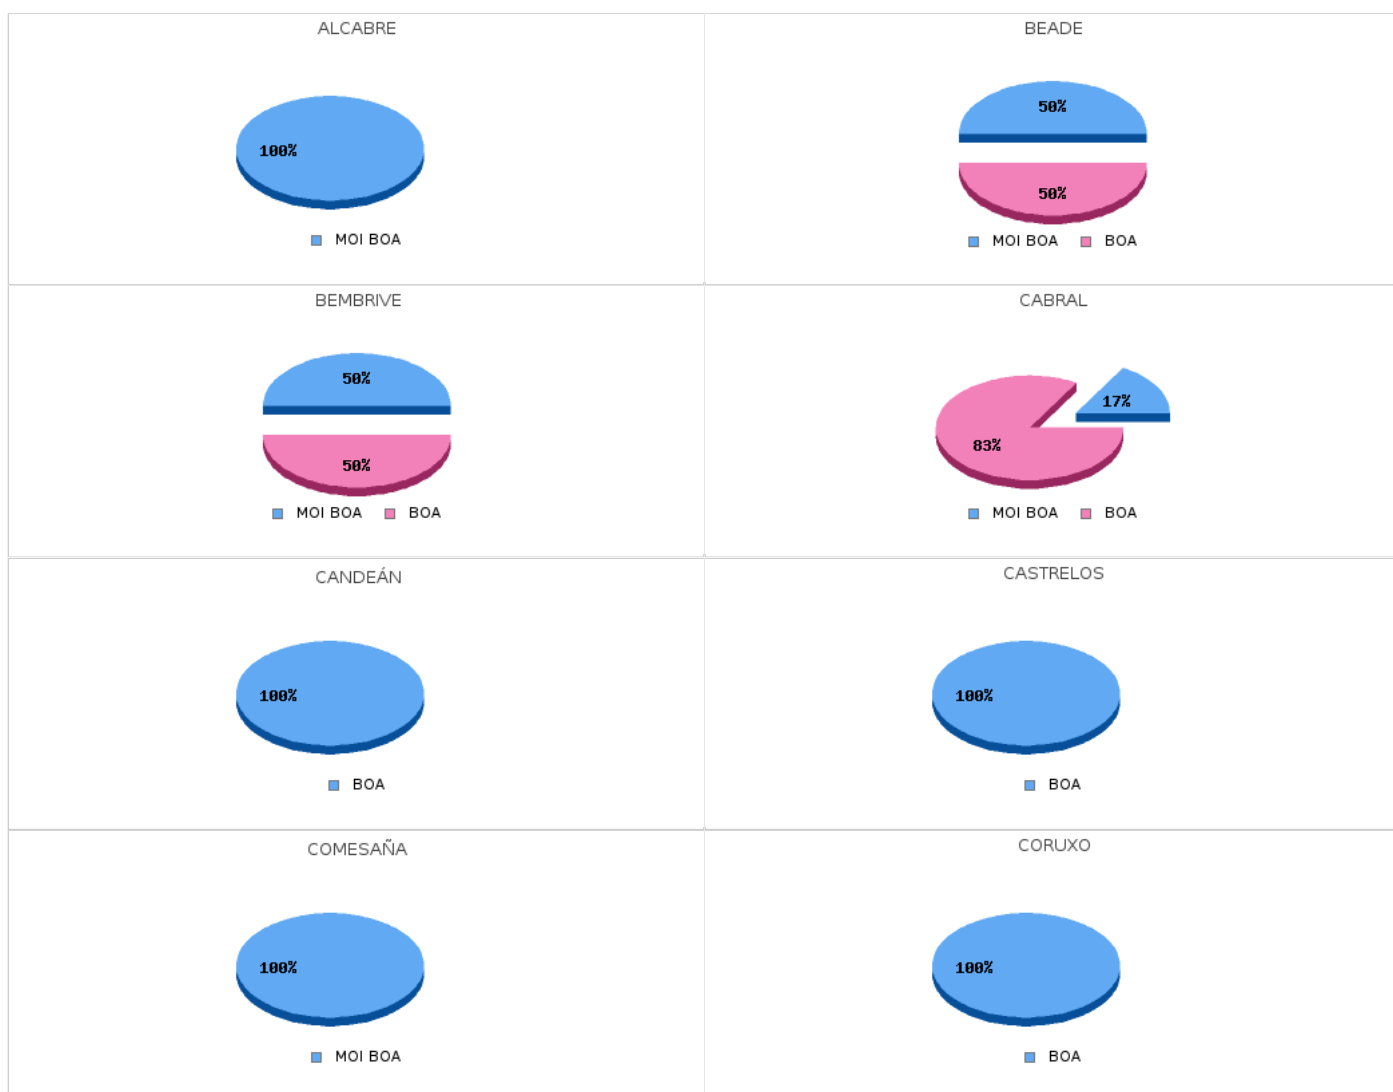 ALCABRE
100%
MOI BOA
BEADE
50%
50%
MOI BOA BOA
BEMBRIVE
50%
50%
MOI BOA BOA
CABRAL
17%
83%
MOI BOA BOA
CANDEÁN
100%
BOA
CASTRELOS
100%
BOA
COMESAÑA
100%
MOI BOA
CORUXO
100%
BOA